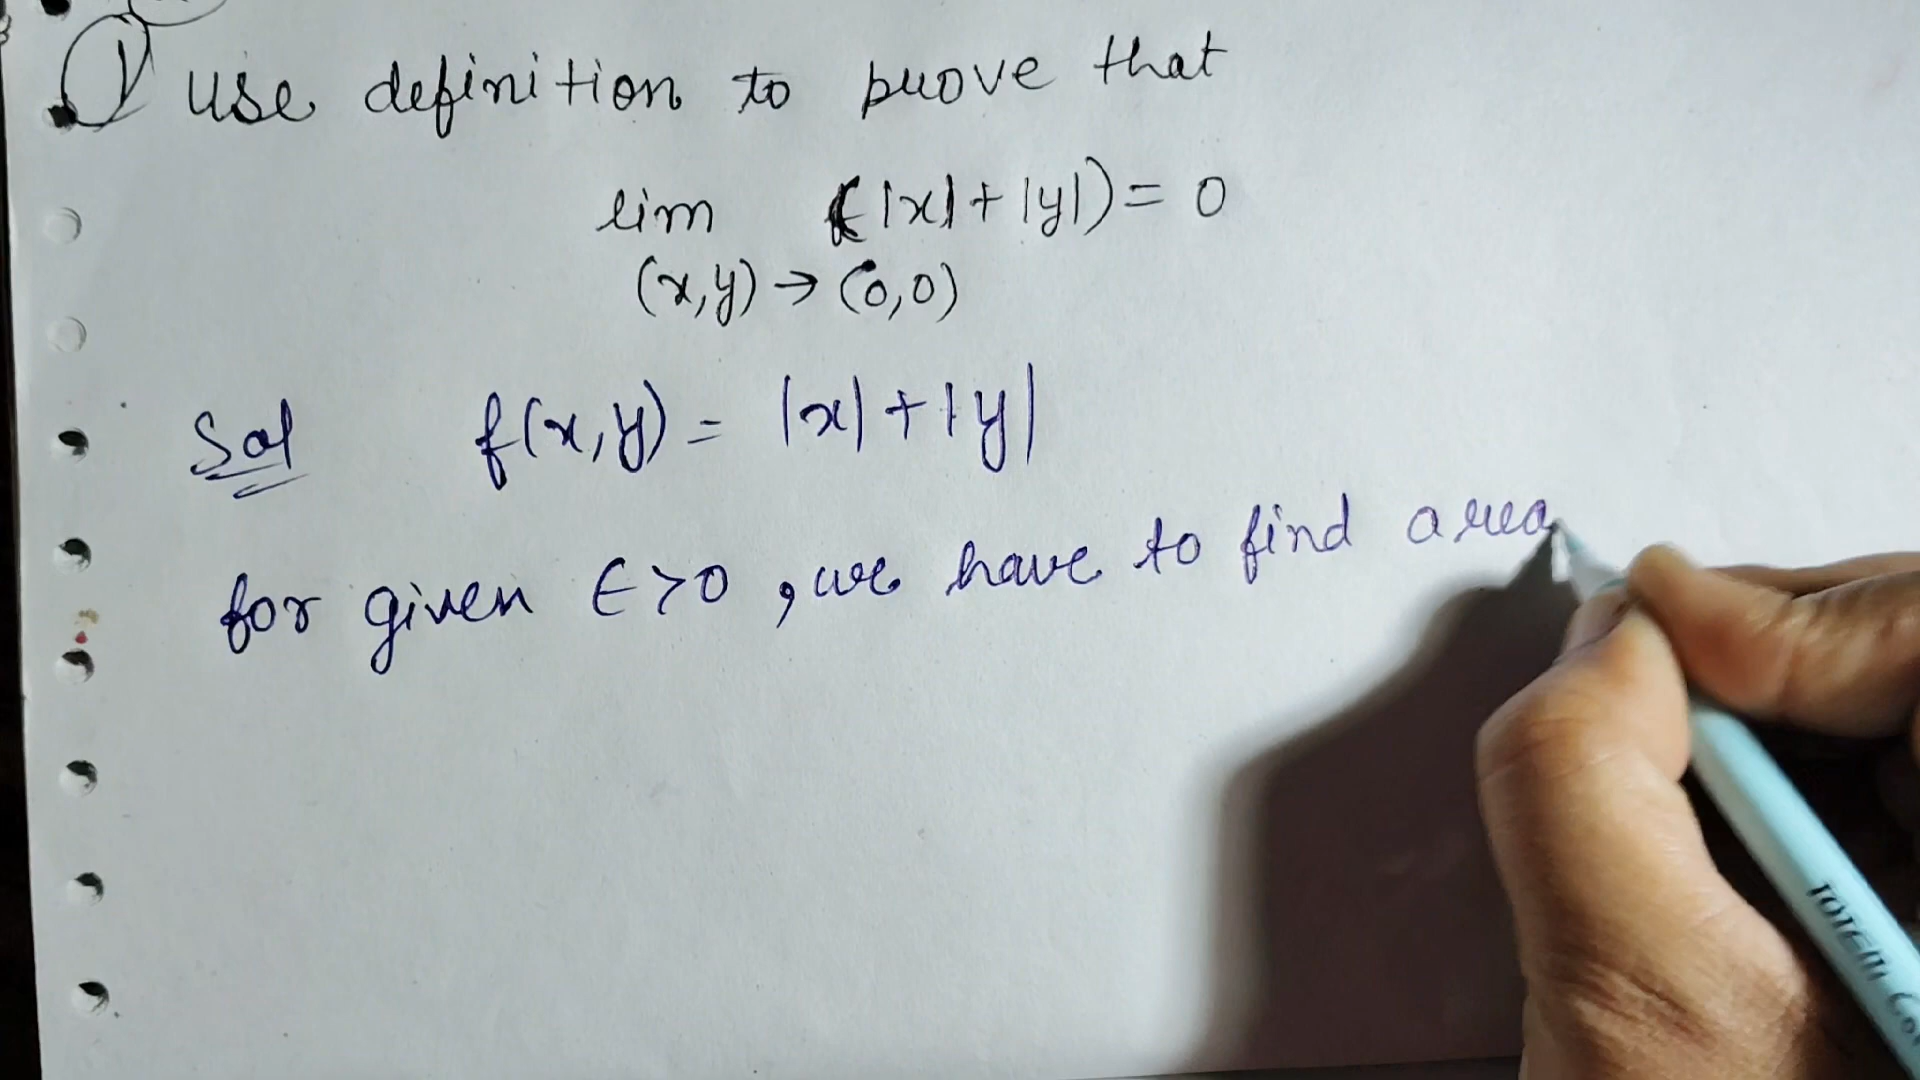 1) use definition to prove that
lim (|x|+|y|) = 0
(x,y) → (0,0)
Sol f(x,y) = |x|+|y|
for given ϵ>0, we have to find a rea
TOTEM